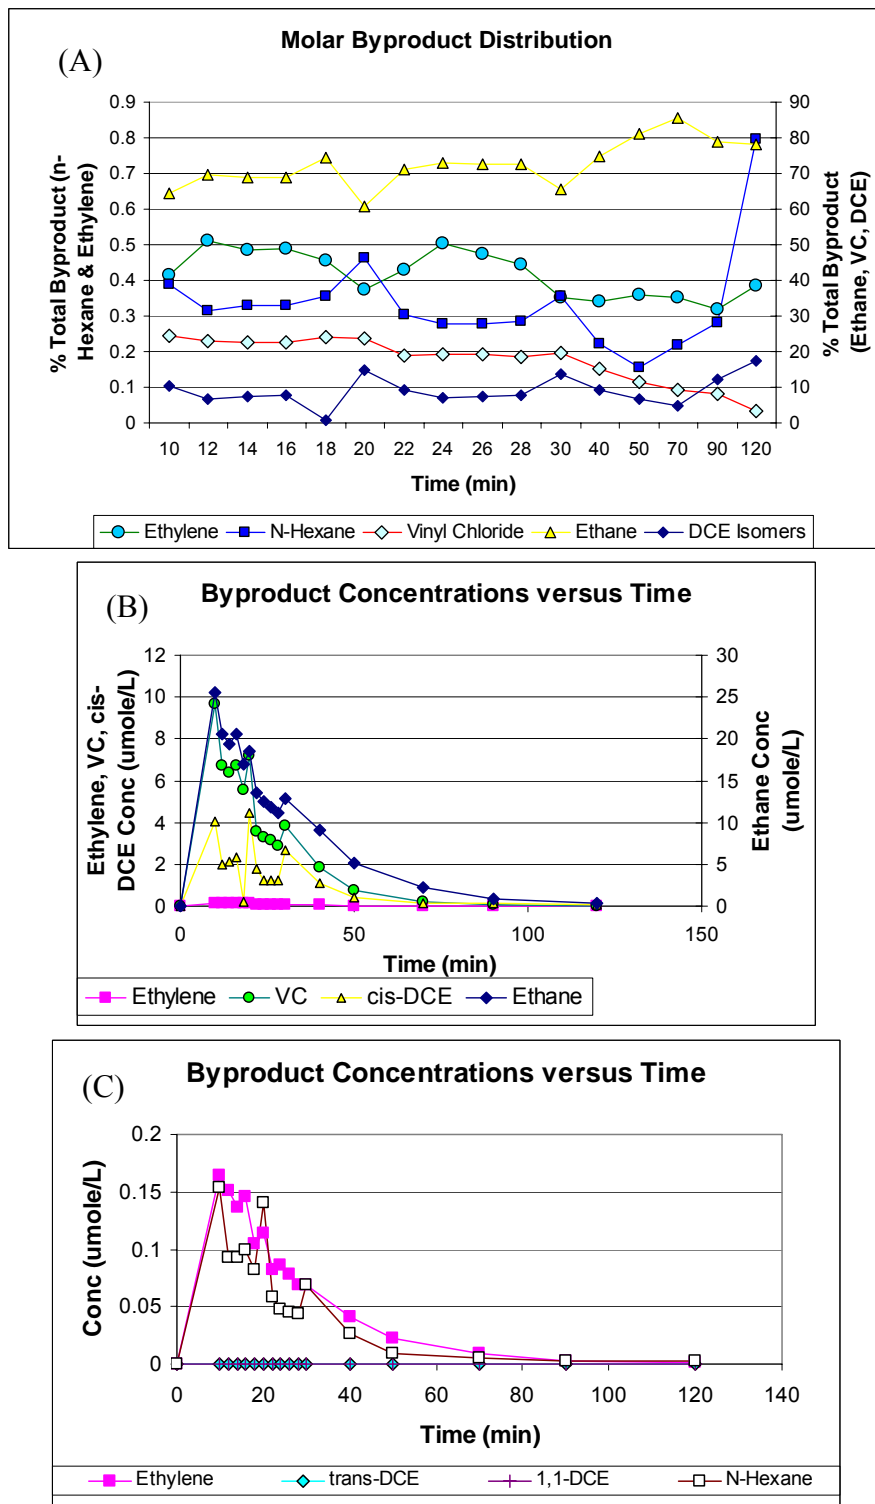 (A)
Molar Byproduct Distribution
% Total Byproduct (n-
Hexane & Ethylene)
0.9
0.8
0.7
0.6
0.5
0.4
0.3
0.2
0.1
0
90
80
70
60
50
40
30
20
10
0
% Total Byproduct
(Ethane, VC, DCE)
10 12 14 16 18 20 22 24 26 28 30 40 50 70 90 120
Time (min)
Ethylene N-Hexane Vinyl Chloride Ethane DCE Isomers
(B)
Byproduct Concentrations versus Time
Ethylene, VC, cis-
DCE Conc (umole/L)
12
10
8
6
4
2
0
30
25
20
15
10
5
0
Ethane Conc
(umole/L)
0 50 100 150
Time (min)
Ethylene VC cis-DCE Ethane
(C)
Byproduct Concentrations versus Time
Conc (umole/L)
0.2
0.15
0.1
0.05
0
0 20 40 60 80 100 120 140
Time (min)
Ethylene trans-DCE 1,1-DCE N-Hexane